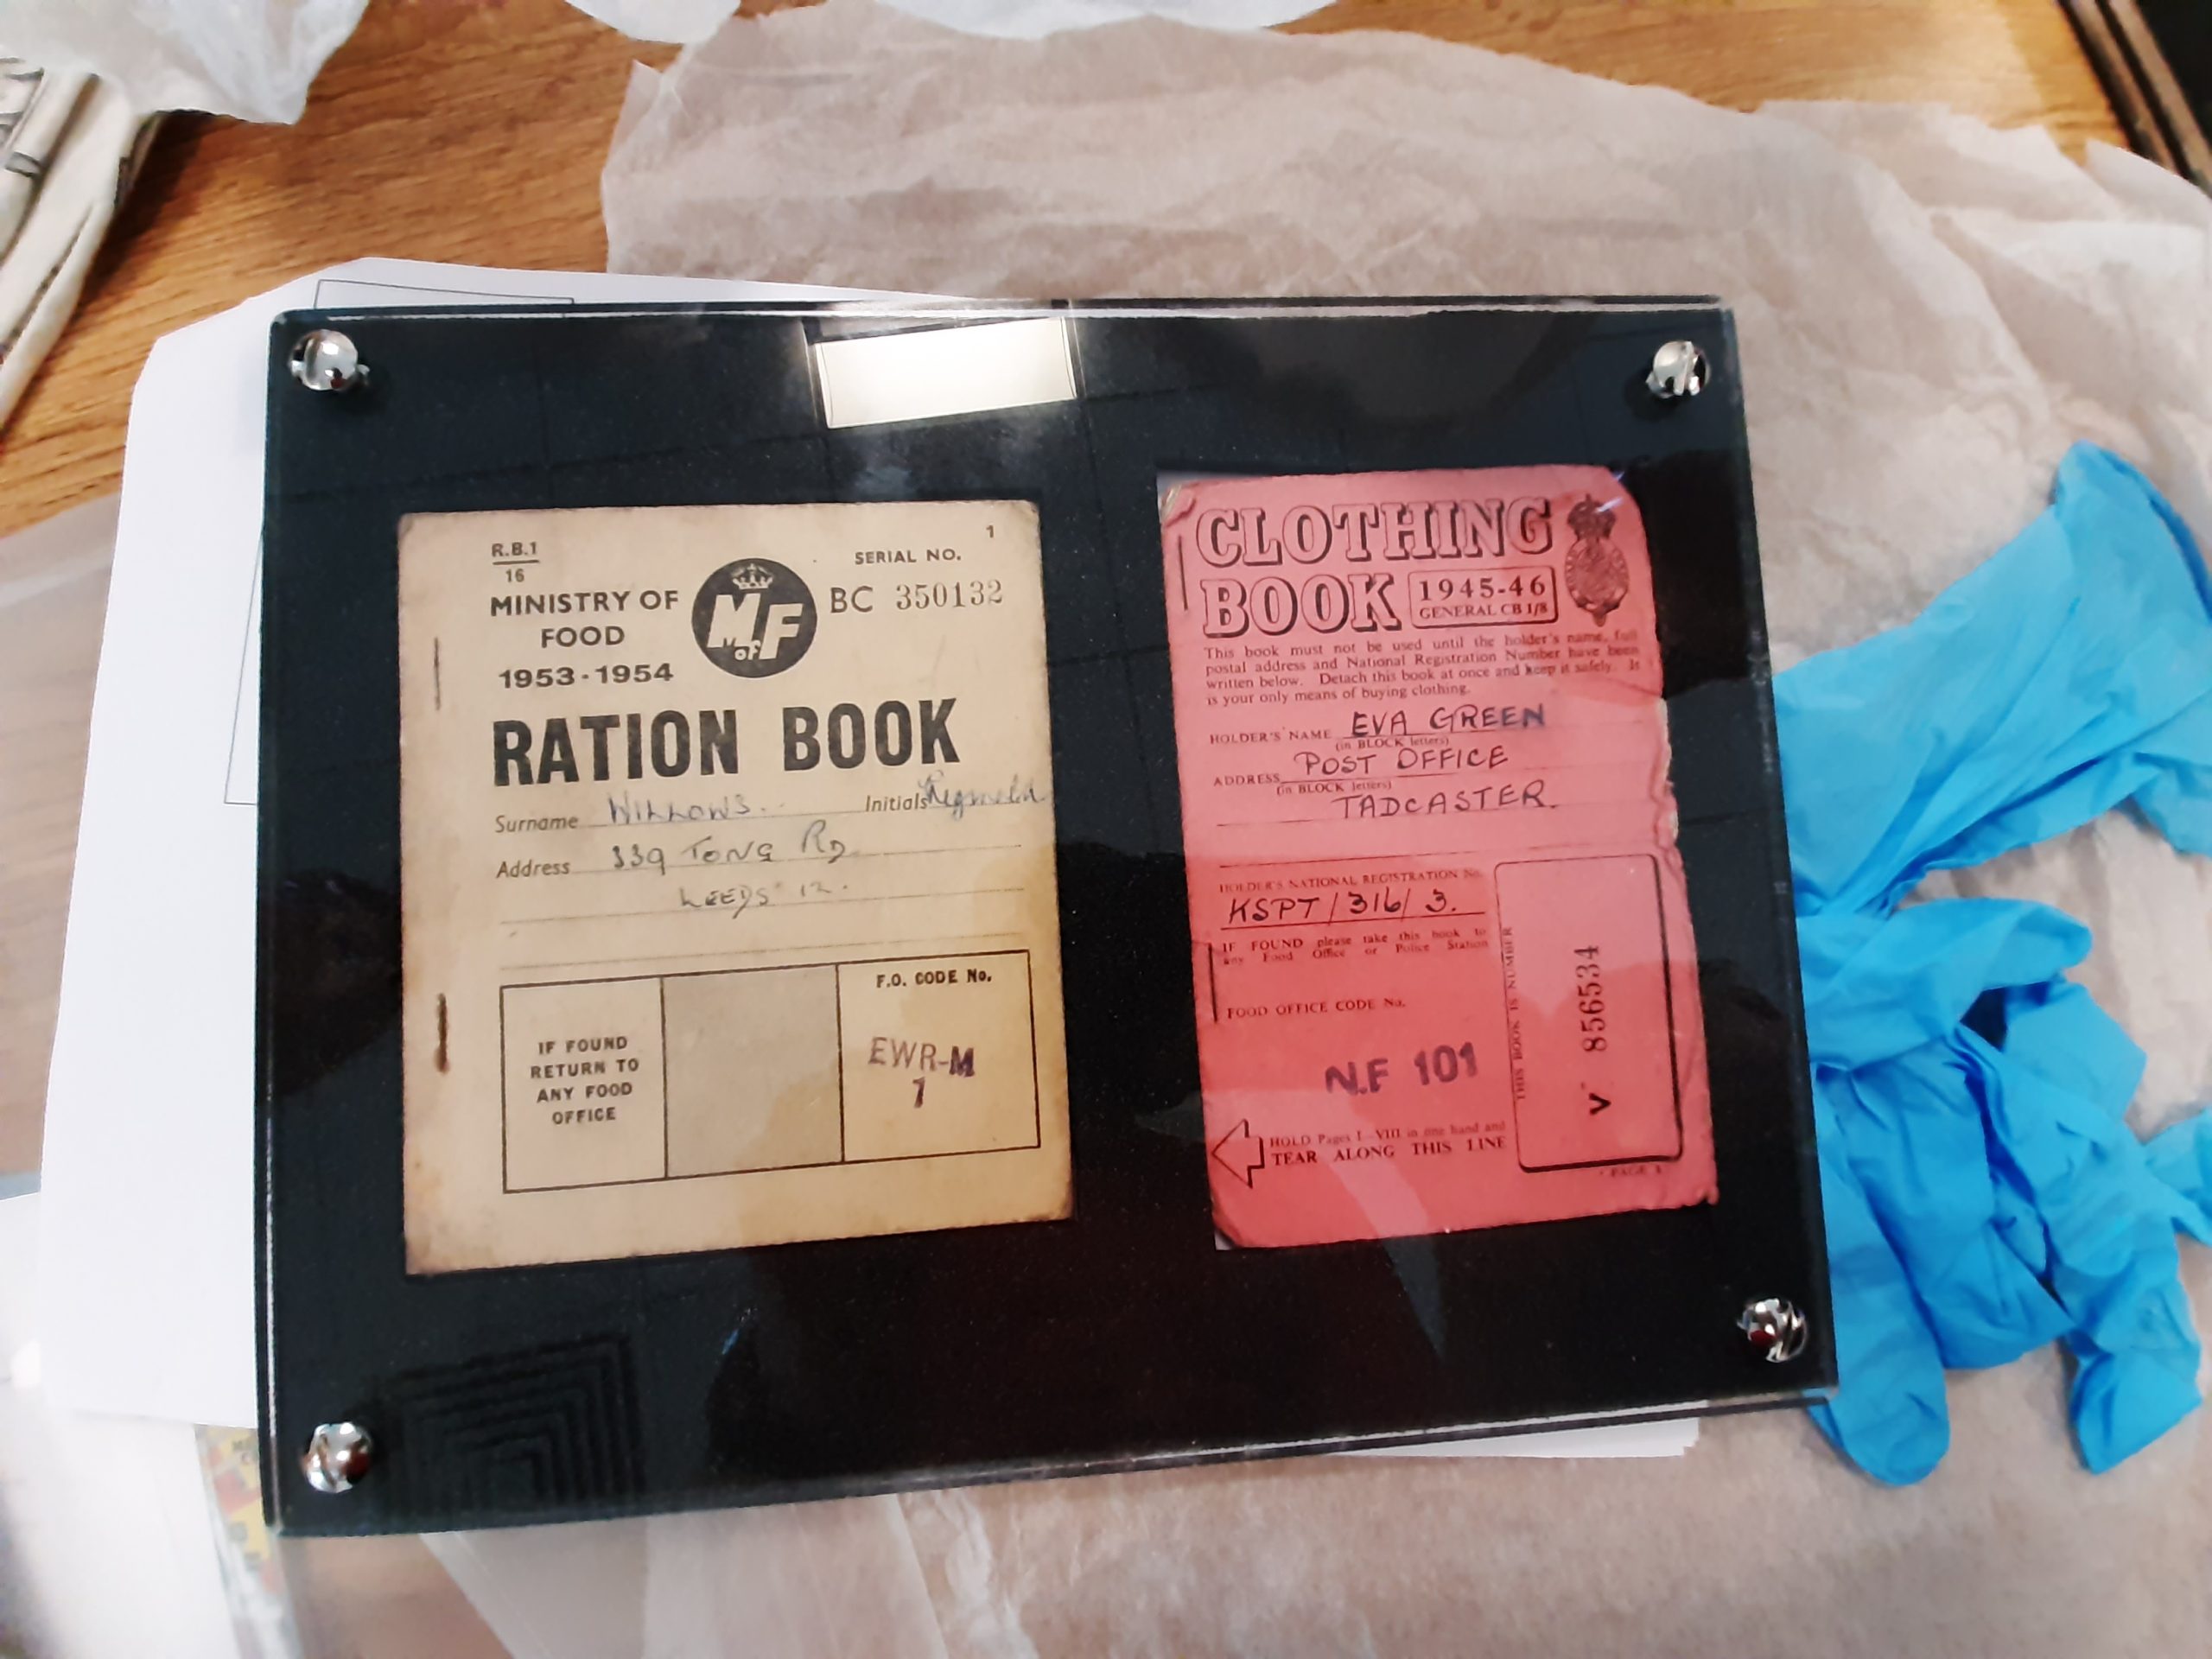 R.B.1
16
MINISTRY OF
FOOD
1953-1954
M of F
SERIAL NO.
1
BC 350132
RATION BOOK
Surname Willows. Initials Reginald
Address 339 TONG RD
LEEDS 12.
IF FOUND
RETURN TO
ANY FOOD
OFFICE
F.O. CODE No.
EWR-M
1
CLOTHING
BOOK 1945-46
GENERAL CB 1/8
This book must not be used until the holder's name, full
postal address and National Registration Number have been
written below. Detach this book at once and keep it safely. It
is your only means of buying clothing.
HOLDER'S NAME EVA GREEN
(in BLOCK letters)
ADDRESS POST OFFICE
(in BLOCK letters)
TADCASTER.
HOLDER'S NATIONAL REGISTRATION No.
KSPT/316/3.
IF FOUND please take this book to
any Food Office or Police Station
FOOD OFFICE CODE No.
N.F 101
HOLD Pages I-VIII in one hand and
TEAR ALONG THIS LINE
THIS BOOK IS NUMBER
V 856534
PAGE I